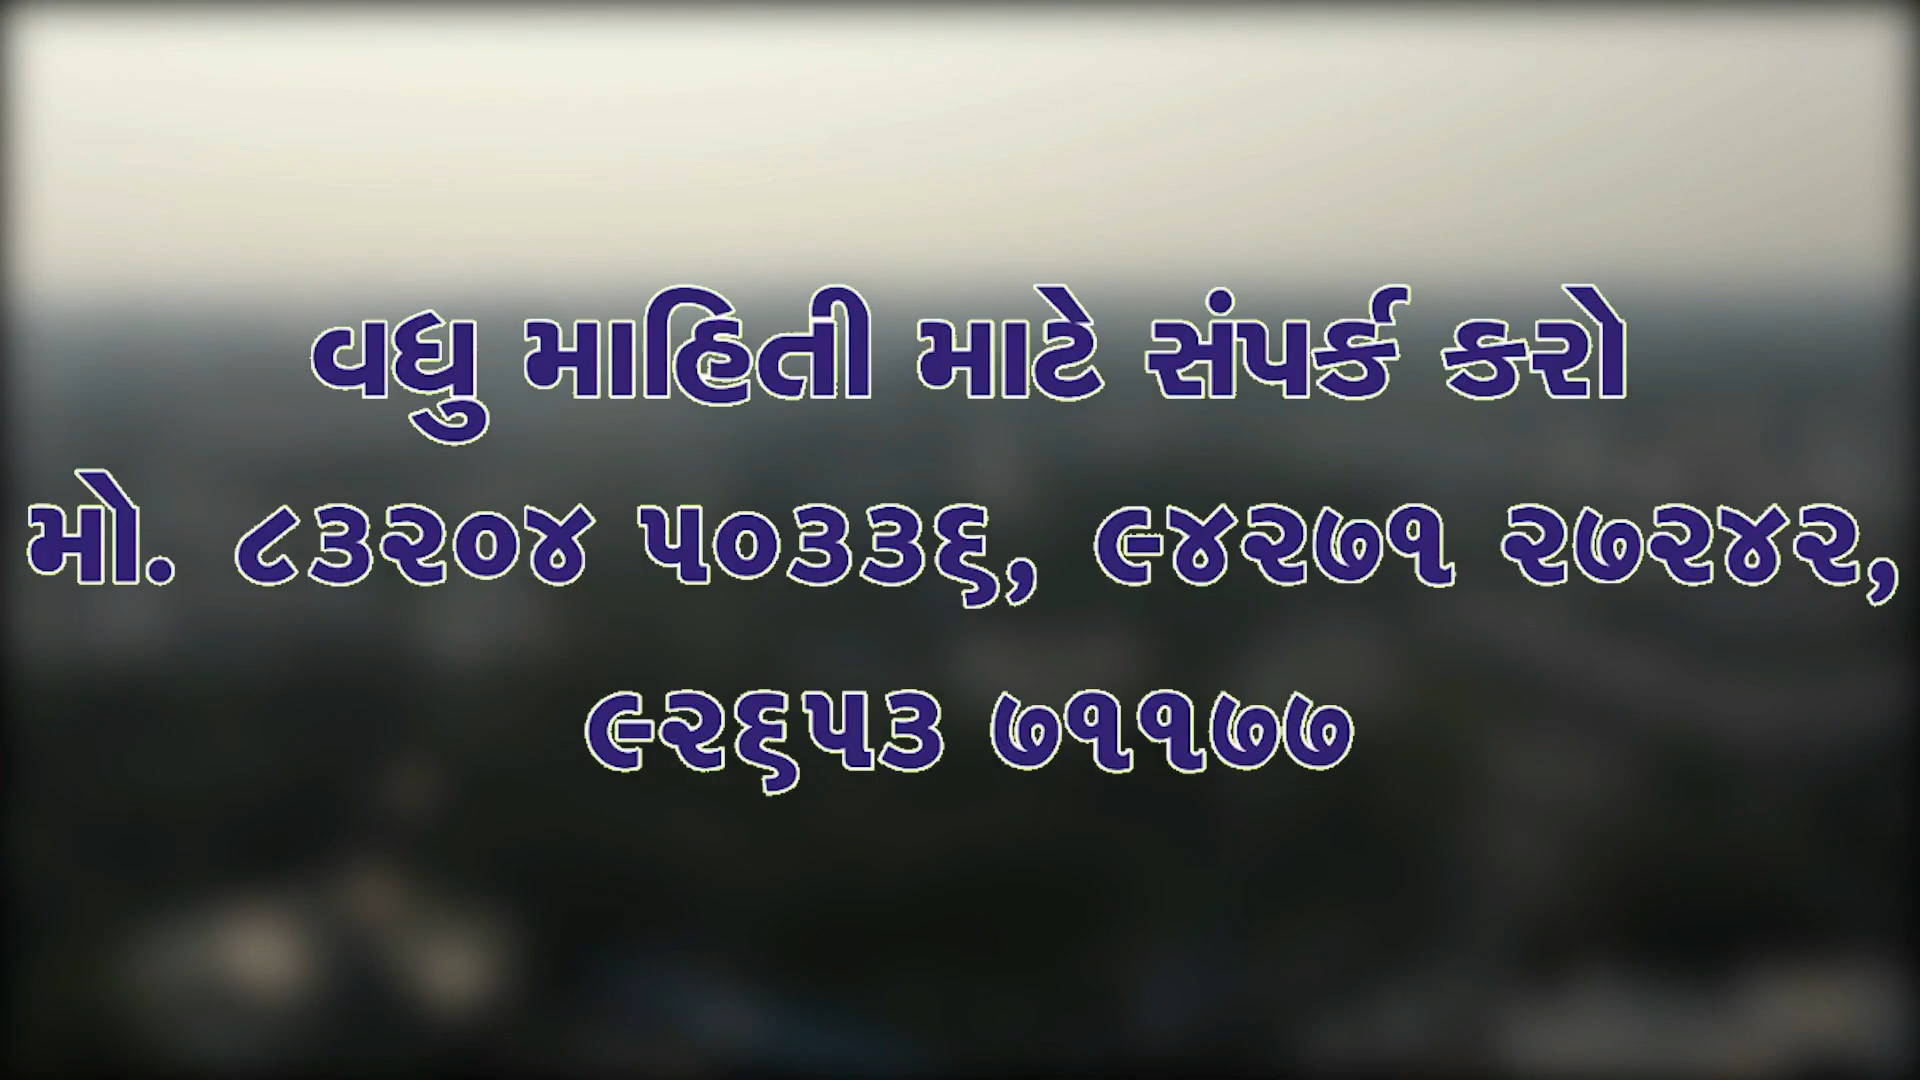 વધુ માહિતી માટે સંપર્ક કરો
મો. ૮૩૨૦૪ ૫૦૩૩૬, ૯૪૨૭૧ ૨૭૨૪૨,
૯૨૬૫૩ ૭૧૧૭૭